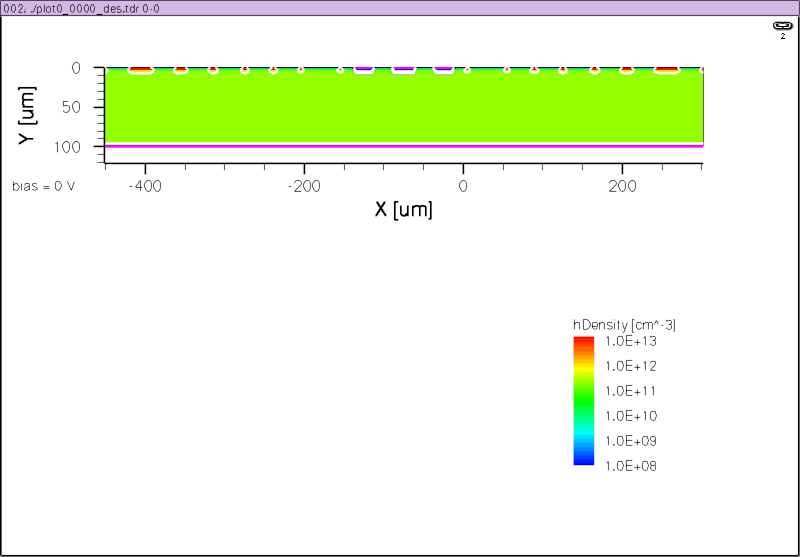 002. ./plot0_0000_des.tdr 0-0
2
0
50
100
Y [um]
bias = 0 V
-400
-200
0
200
X [um]
hDensity [cm^-3]
1.0E+13
1.0E+12
1.0E+11
1.0E+10
1.0E+09
1.0E+08